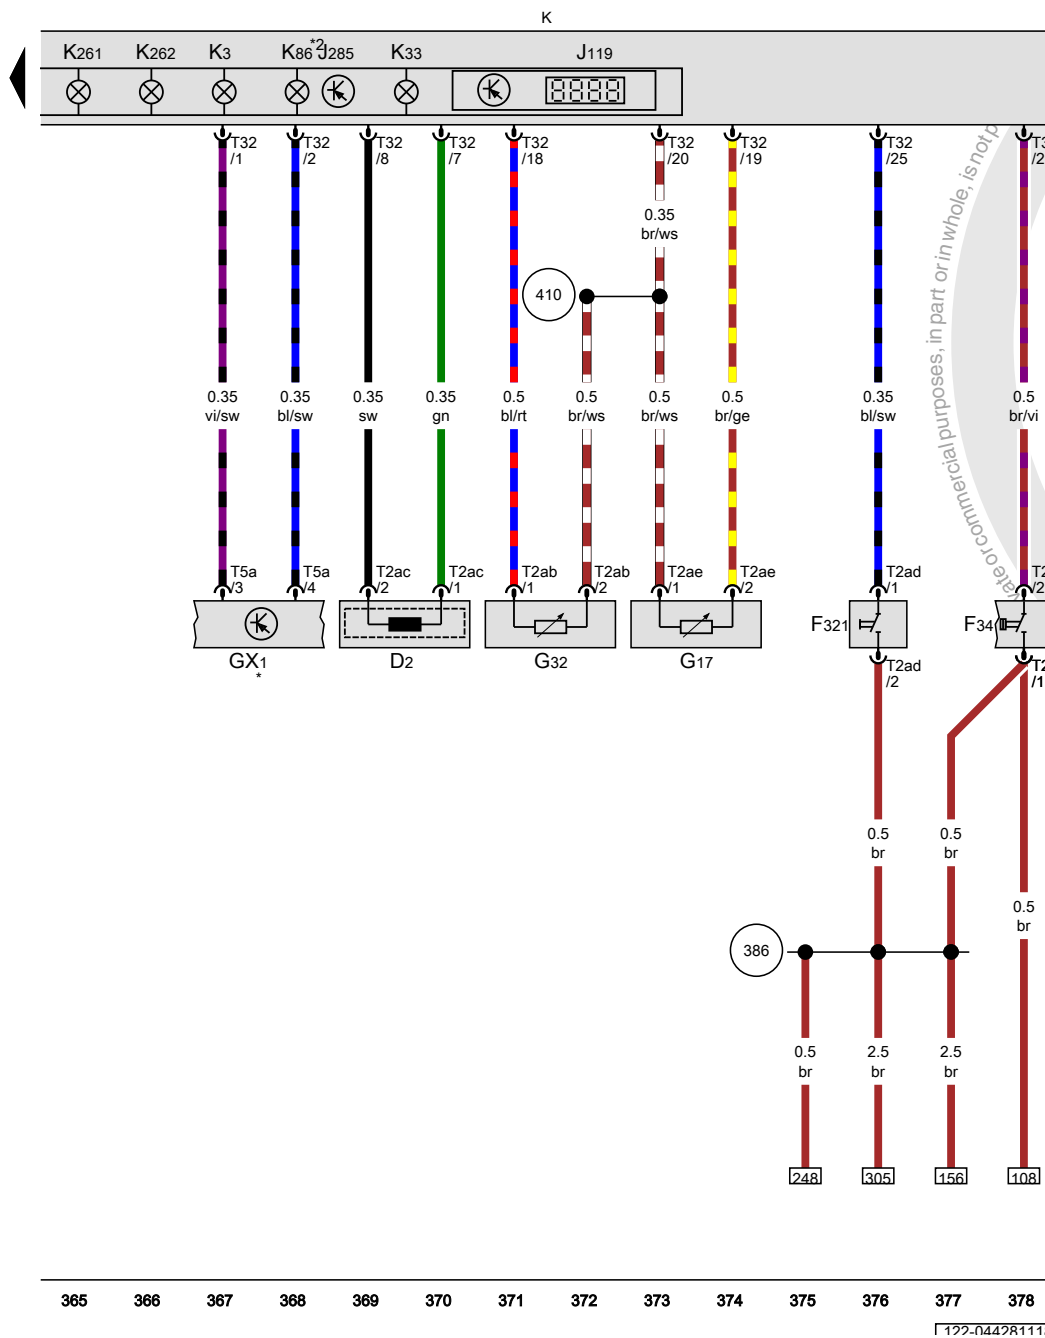 K
K261 K262 K3 K86 *2 J285 K33 J119
T32 T32 T32 T32 T32 T32 T32 T32
/1 /2 /8 /7 /18 /20 /19 /25
0.35
br/ws
410
0.35 0.35 0.35 0.35 0.5 0.5 0.5 0.5 0.35 0.5
vi/sw bl/sw sw gn bl/rt br/ws br/ws br/ge bl/sw br/vi
or commercial purposes, in part or in whole, is not
T5a T5a T2ac T2ac T2ab T2ab T2ae T2ae T2ad
/3 /4 /2 /1 /1 /2 /1 /2 /1 /2
F321 F34
GX1 D2 G32 G17
*
T2ad
/2 /1
0.5 0.5
br br
0.5
br
386
0.5 2.5 2.5
br br br
248 305 156 108
365 366 367 368 369 370 371 372 373 374 375 376 377 378